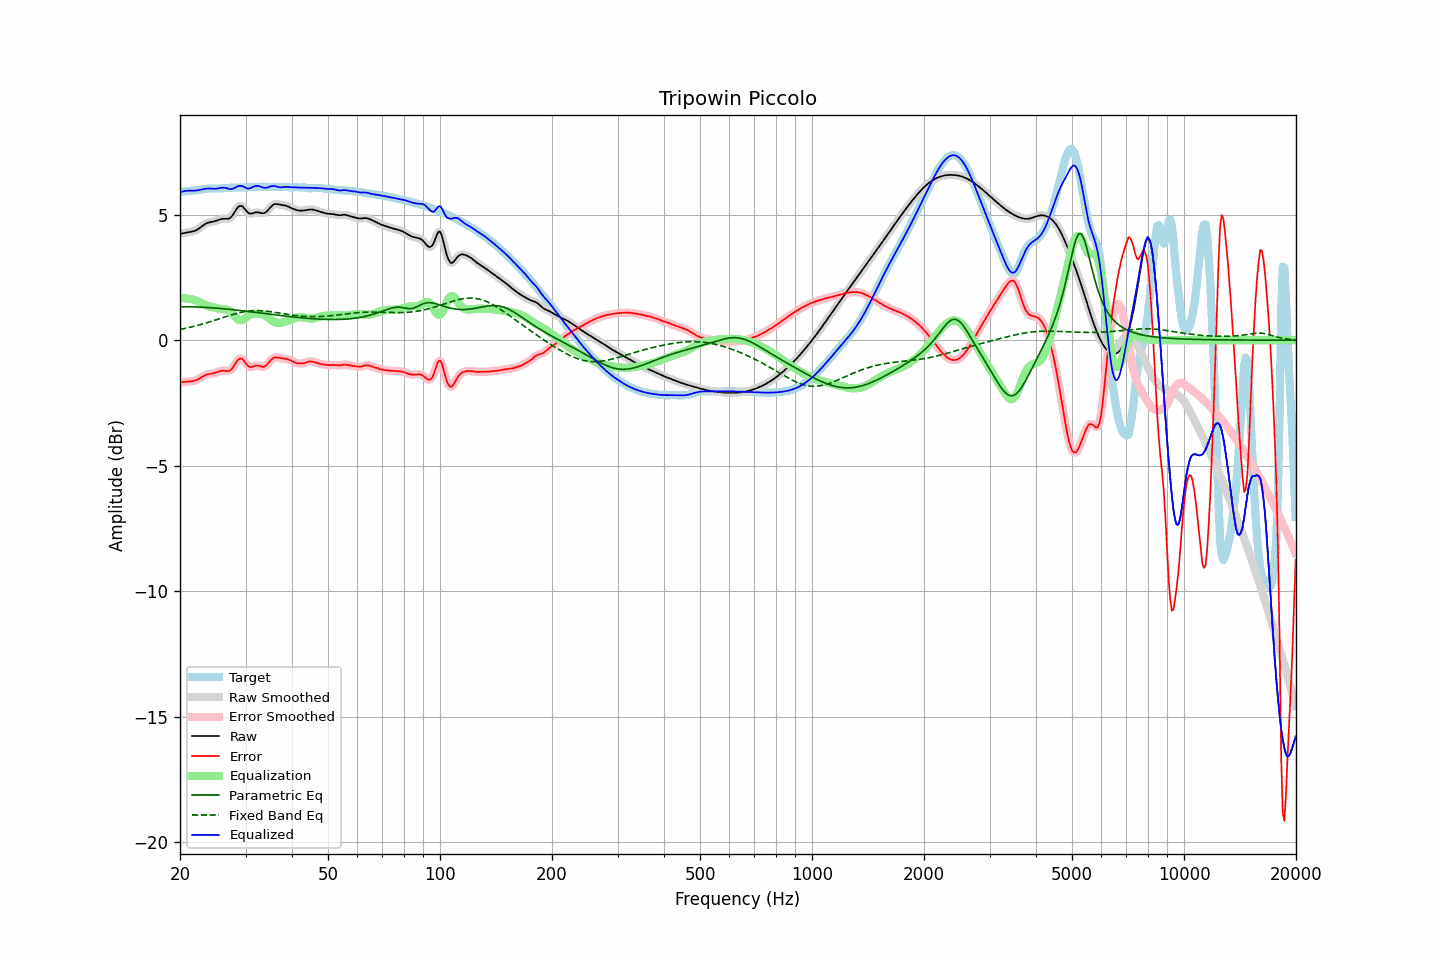 Tripowin Piccolo
Amplitude (dBr)
5
0
−5
−10
−15
−20
Target
Raw Smoothed
Error Smoothed
Raw
Error
Equalization
Parametric Eq
Fixed Band Eq
Equalized
20 50 100 200 500 1000 2000 5000 10000 20000
Frequency (Hz)